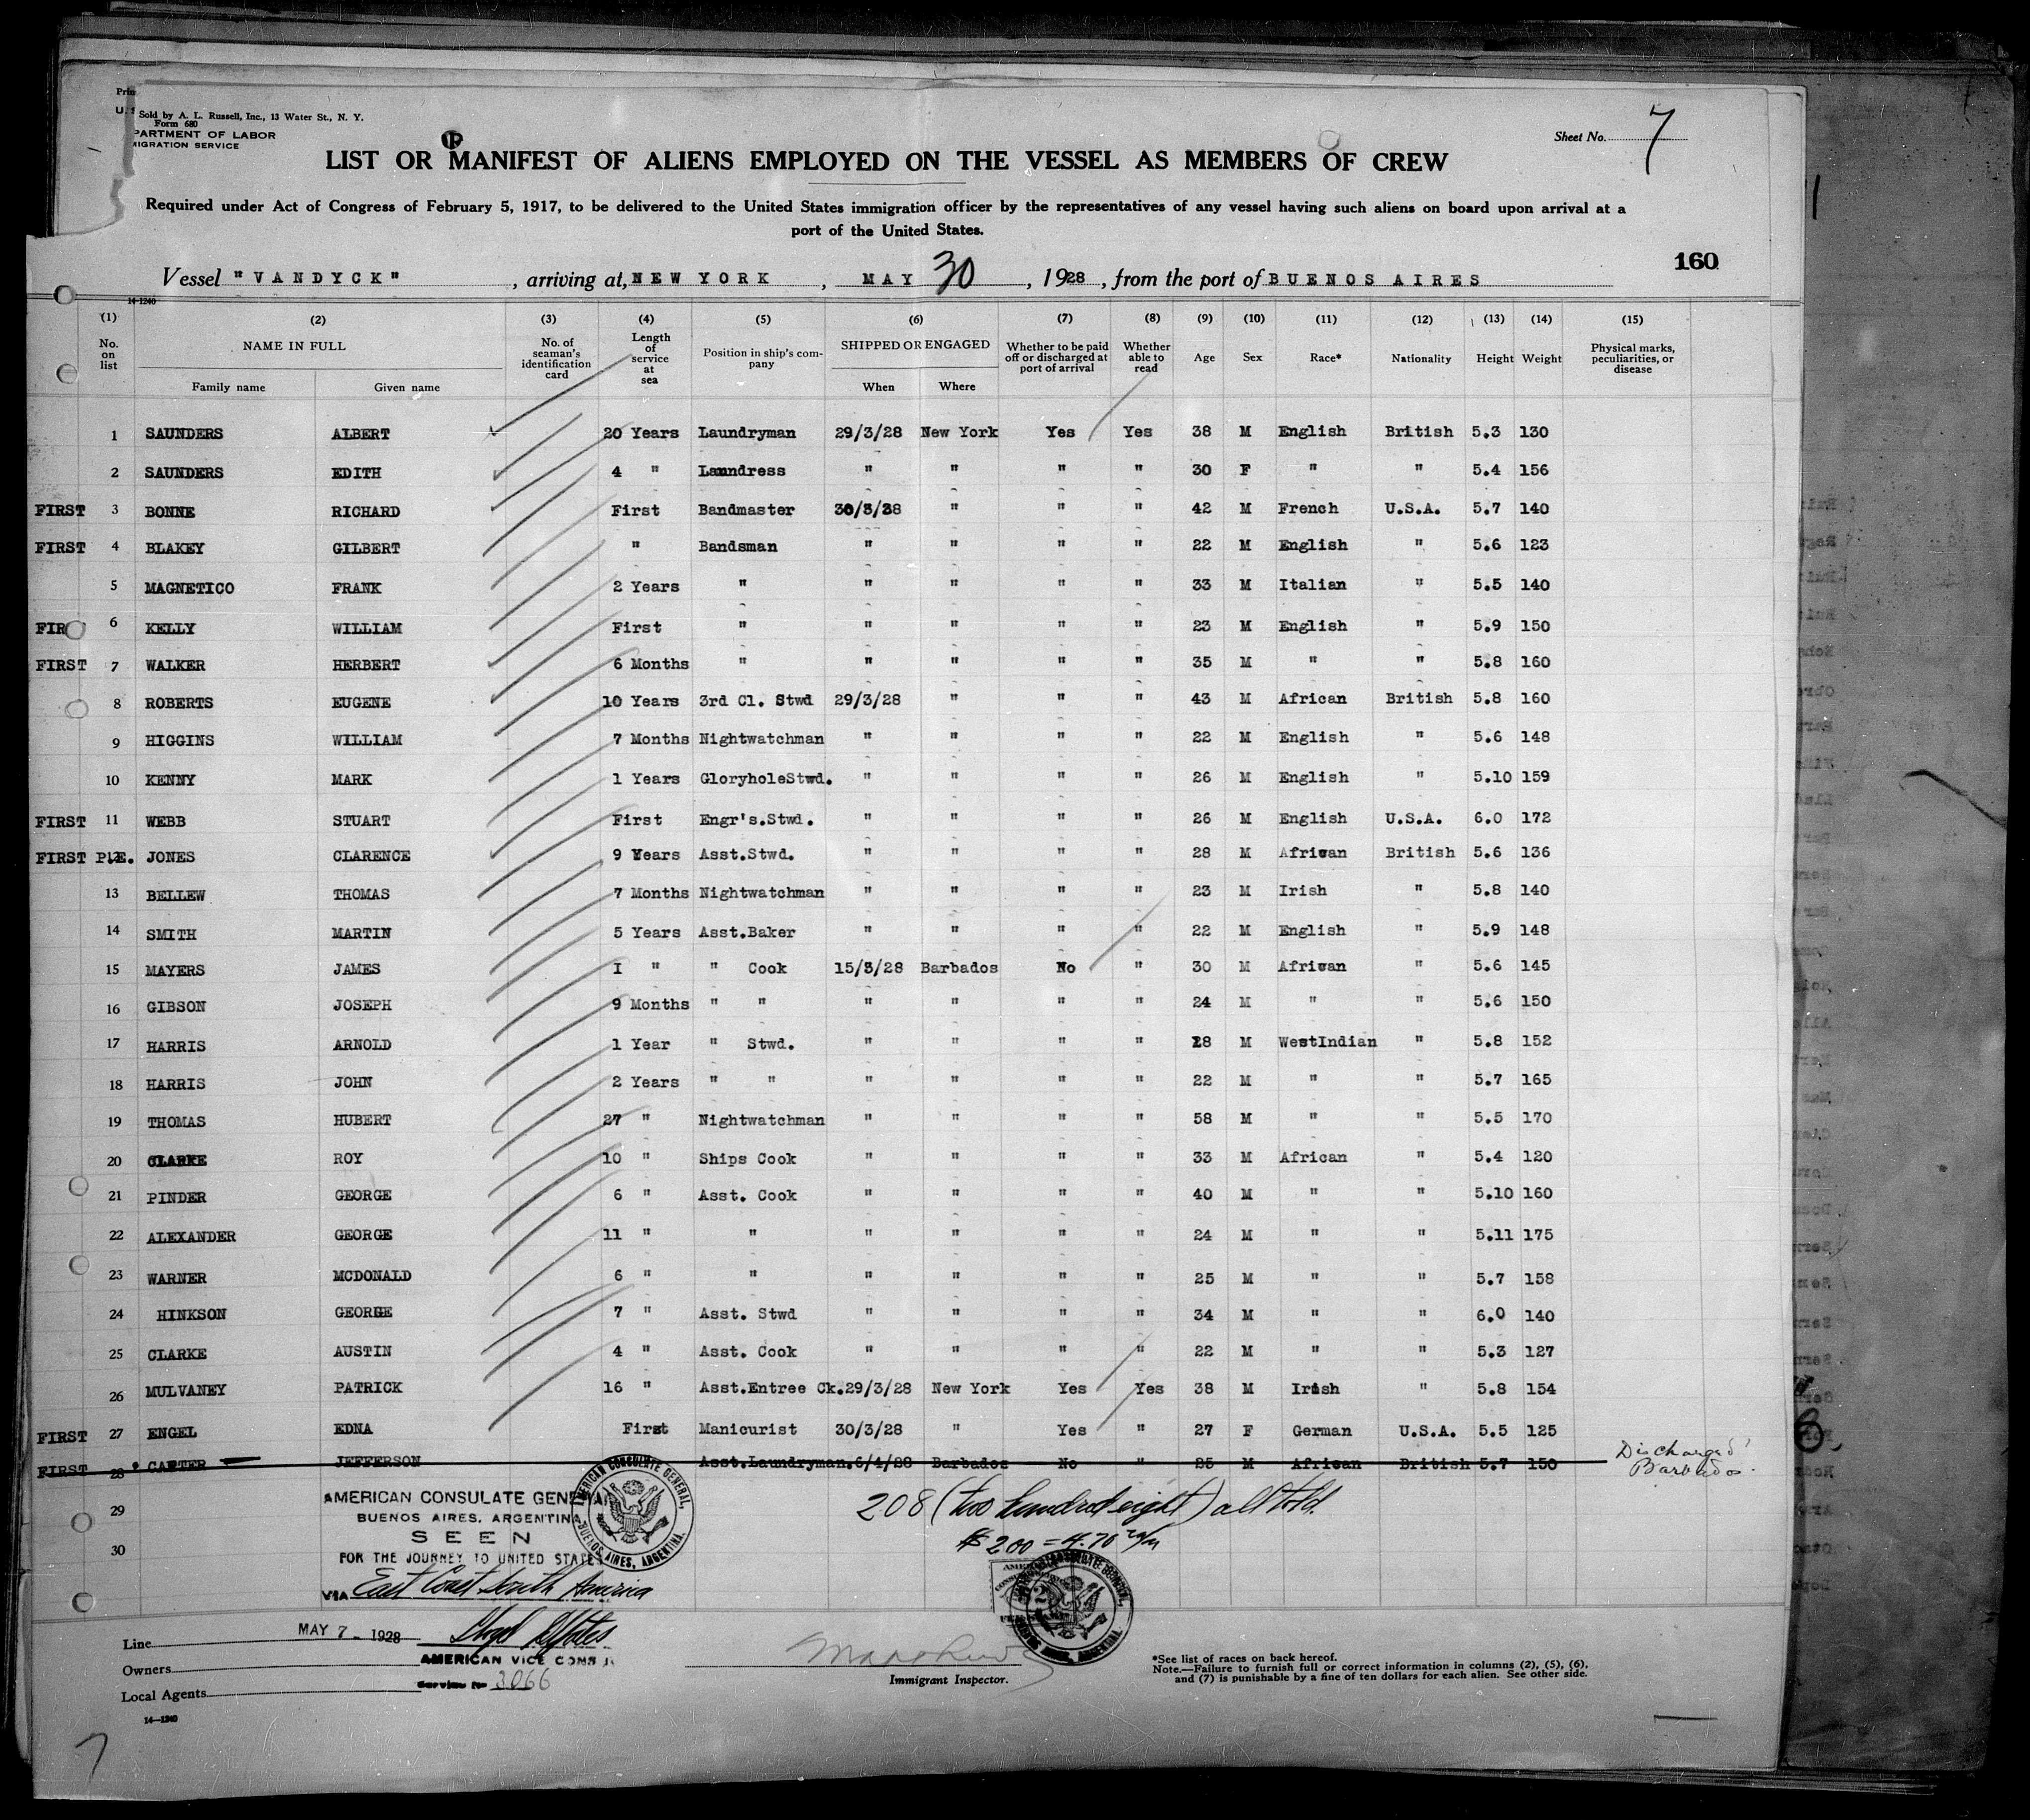 Prin
U. S Sold by A. L. Russell, Inc., 13 Water St., N. Y.
Form 680
PARTMENT OF LABOR
MIGRATION SERVICE
Sheet No. 7
LIST OR MANIFEST OF ALIENS EMPLOYED ON THE VESSEL AS MEMBERS OF CREW
Required under Act of Congress of February 5, 1917, to be delivered to the United States immigration officer by the representatives of any vessel having such aliens on board upon arrival at a
port of the United States.
160
Vessel "VANDYCK", arriving at, NEW YORK, MAY 30, 1928, from the port of BUENOS AIRES
14-1240
(1) (2) (3) (4) (5) (6) (7) (8) (9) (10) (11) (12) (13) (14) (15)
No. on list NAME IN FULL Family name Given name No. of seaman's identification card Length of service at sea Position in ship's company SHIPPED OR ENGAGED When Where Whether to be paid off or discharged at port of arrival Whether able to read Age Sex Race* Nationality Height Weight Physical marks, peculiarities, or disease
1 SAUNDERS ALBERT 20 Years Laundryman 29/3/28 New York Yes Yes 38 M English British 5.3 130
2 SAUNDERS EDITH 4 " Laundress " " " " 30 F " " 5.4 156
FIRST 3 BONNE RICHARD First Bandmaster 30/3/28 " " " 42 M French U.S.A. 5.7 140
FIRST 4 BLAKEY GILBERT " Bandsman " " " " 22 M English " 5.6 123
5 MAGNETICO FRANK 2 Years " " " " " 33 M Italian " 5.5 140
FIR 6 KELLY WILLIAM First " " " " " 23 M English " 5.9 150
FIRST 7 WALKER HERBERT 6 Months " " " " " 35 M " " 5.8 160
8 ROBERTS EUGENE 10 Years 3rd Cl. Stwd 29/3/28 " " " 43 M African British 5.8 160
9 HIGGINS WILLIAM 7 Months Nightwatchman " " " " 22 M English " 5.6 148
10 KENNY MARK 1 Years GloryholeStwd. " " " " 26 M English " 5.10 159
FIRST 11 WEBB STUART First Engr's.Stwd. " " " " 26 M English U.S.A. 6.0 172
FIRST P.E. 12 JONES CLARENCE 9 Years Asst.Stwd. " " " " 28 M African British 5.6 136
13 BELLEW THOMAS 7 Months Nightwatchman " " " " 23 M Irish " 5.8 140
14 SMITH MARTIN 5 Years Asst.Baker " " " " 22 M English " 5.9 148
15 MAYERS JAMES I " " Cook 15/3/28 Barbados No " 30 M African " 5.6 145
16 GIBSON JOSEPH 9 Months " " " " " " 24 M " " 5.6 150
17 HARRIS ARNOLD 1 Year " Stwd. " " " " 28 M WestIndian " 5.8 152
18 HARRIS JOHN 2 Years " " " " " " 22 M " " 5.7 165
19 THOMAS HUBERT 27 " Nightwatchman " " " " 58 M " " 5.5 170
20 CLARKE ROY 10 " Ships Cook " " " " 33 M African " 5.4 120
21 PINDER GEORGE 6 " Asst. Cook " " " " 40 M " " 5.10 160
22 ALEXANDER GEORGE 11 " " " " " " 24 M " " 5.11 175
23 WARNER MCDONALD 6 " " " " " " 25 M " " 5.7 158
24 HINKSON GEORGE 7 " Asst. Stwd " " " " 34 M " " 6.0 140
25 CLARKE AUSTIN 4 " Asst. Cook " " " " 22 M " " 5.3 127
26 MULVANEY PATRICK 16 " Asst.Entree Ck. 29/3/28 New York Yes Yes 38 M Irish " 5.8 154
FIRST 27 ENGEL EDNA First Manicurist 30/3/28 " Yes " 27 F German U.S.A. 5.5 125
FIRST 28 CARTER JEFFERSON Asst.Laundryman. 6/4/28 Barbados No " 25 M African British 5.7 150 Discharged Barbados.
29
30
208 (two hundred eight) all told.
$2.00 = 4.70
AMERICAN CONSULATE GENERAL
BUENOS AIRES, ARGENTINA
SEEN
FOR THE JOURNEY TO UNITED STATES
VIA East Coast South America
AMERICAN CONSULATE GENERAL, BUENOS AIRES, ARGENTINA.
MAY 7 - 1928
AMERICAN VICE CONSUL
Service No 3066
Line
Owners
Local Agents
14-1240
Immigrant Inspector.
*See list of races on back hereof.
Note.—Failure to furnish full or correct information in columns (2), (5), (6),
and (7) is punishable by a fine of ten dollars for each alien. See other side.
7